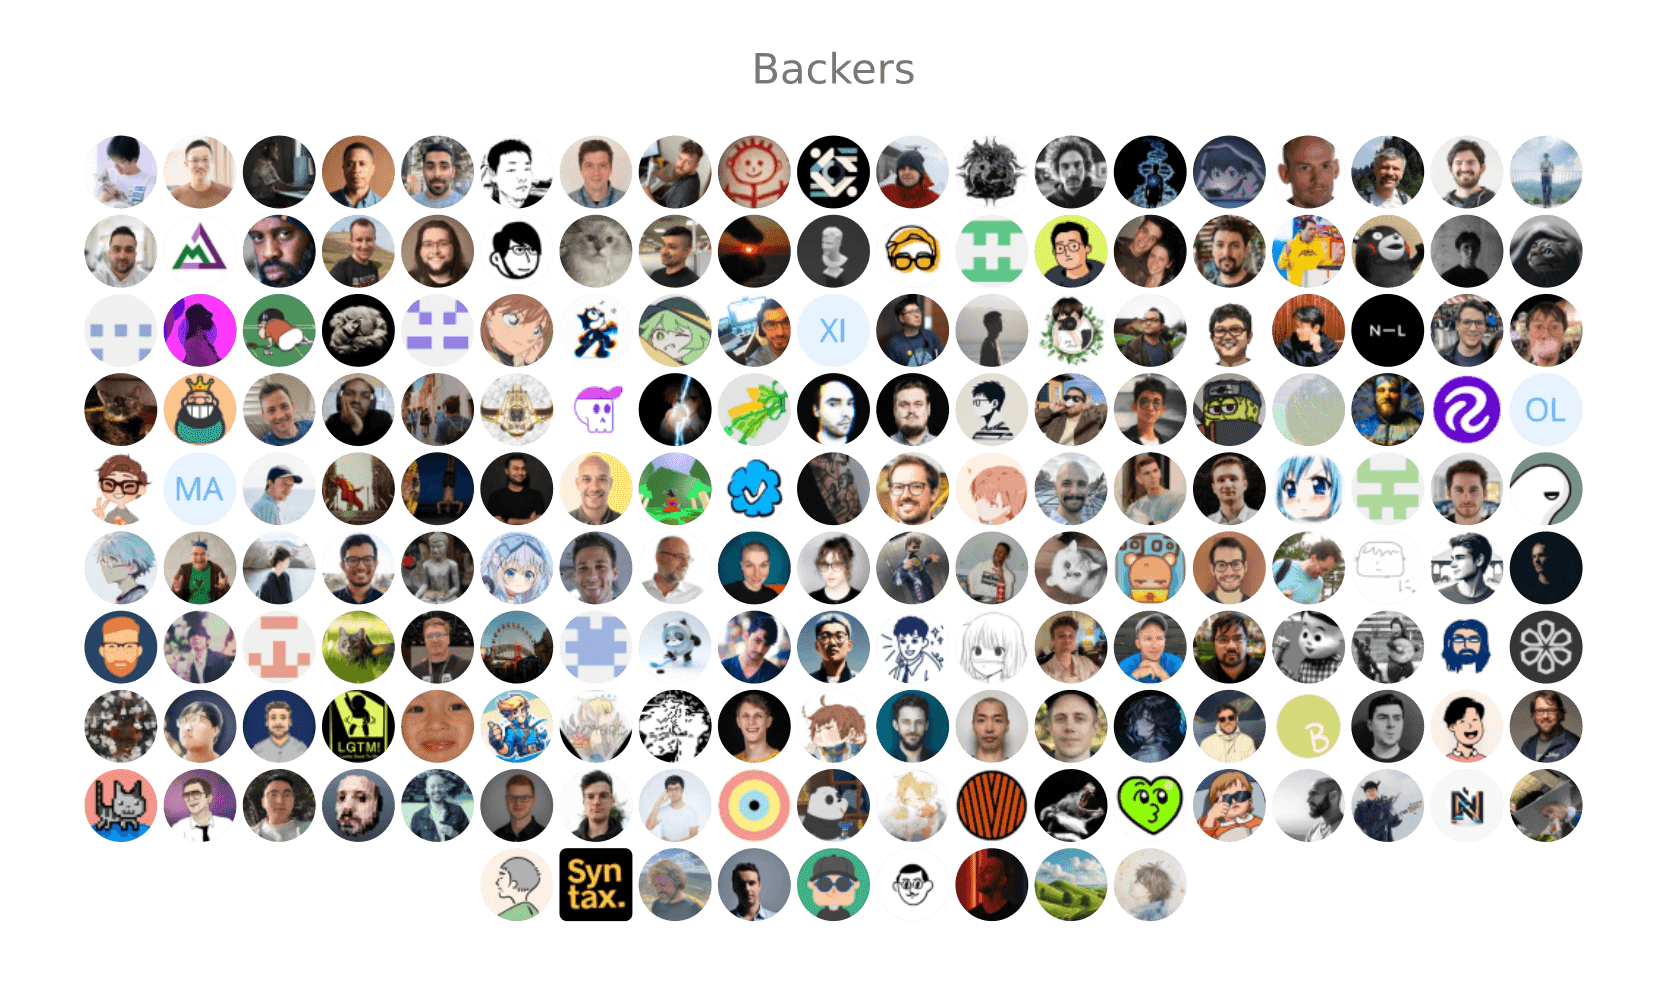 Backers
XI
N—L
OL
MA
LGTM!
B
N
Syn
tax.